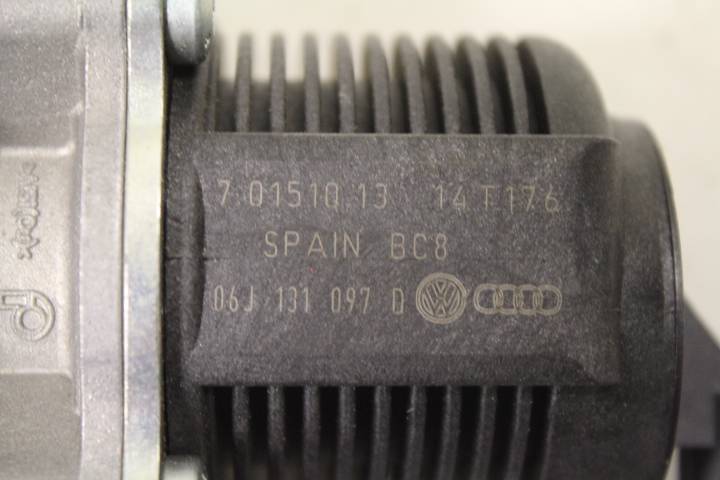 7.01510.13 14T176
SPAIN BC8
06J 131 097 D